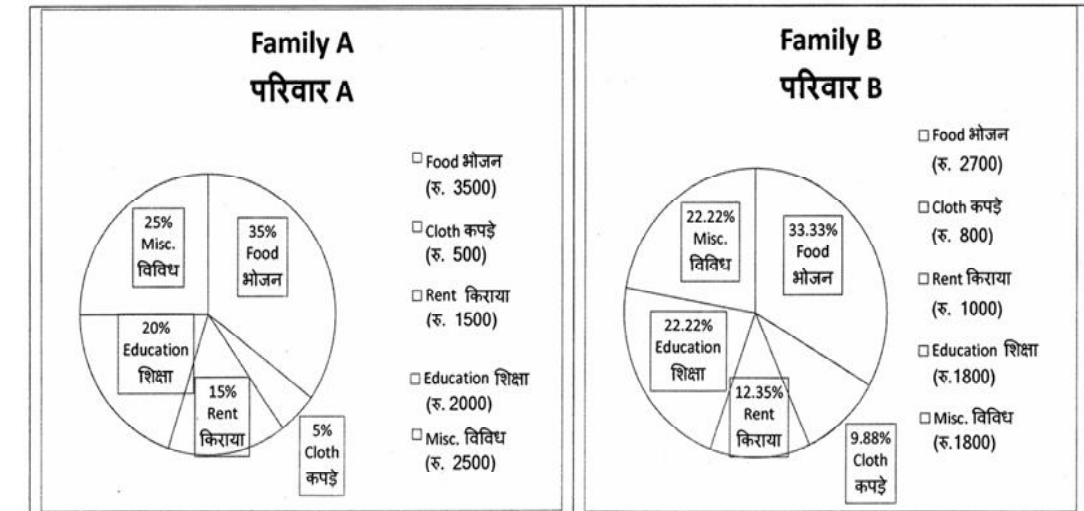 Family A
परिवार A
25%
Misc.
विविध
35%
Food
भोजन
20%
Education
शिक्षा
15%
Rent
किराया
5%
Cloth
कपड़े
Food भोजन
(रु. 3500)
Cloth कपड़े
(रु. 500)
Rent किराया
(रु. 1500)
Education शिक्षा
(रु. 2000)
Misc. विविध
(रु. 2500)
Family B
परिवार B
22.22%
Misc.
विविध
33.33%
Food
भोजन
22.22%
Education
शिक्षा
12.35%
Rent
किराया
9.88%
Cloth
कपड़े
Food भोजन
(रु. 2700)
Cloth कपड़े
(रु. 800)
Rent किराया
(रु. 1000)
Education शिक्षा
(रु.1800)
Misc. विविध
(रु.1800)